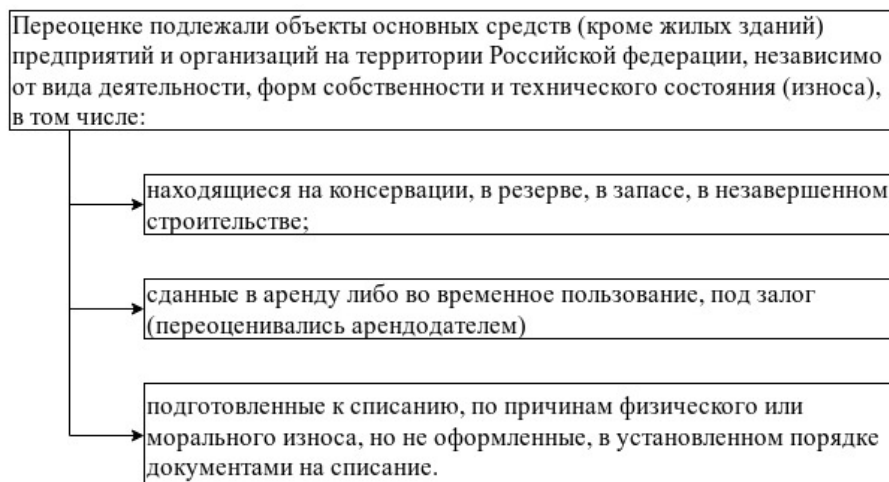 Переоценке подлежали объекты основных средств (кроме жилых зданий)
предприятий и организаций на территории Российской федерации, независимо
от вида деятельности, форм собственности и технического состояния (износа),
в том числе:
находящиеся на консервации, в резерве, в запасе, в незавершенном
строительстве;
сданные в аренду либо во временное пользование, под залог
(переоценивались арендодателем)
подготовленные к списанию, по причинам физического или
морального износа, но не оформленные, в установленном порядке
документами на списание.